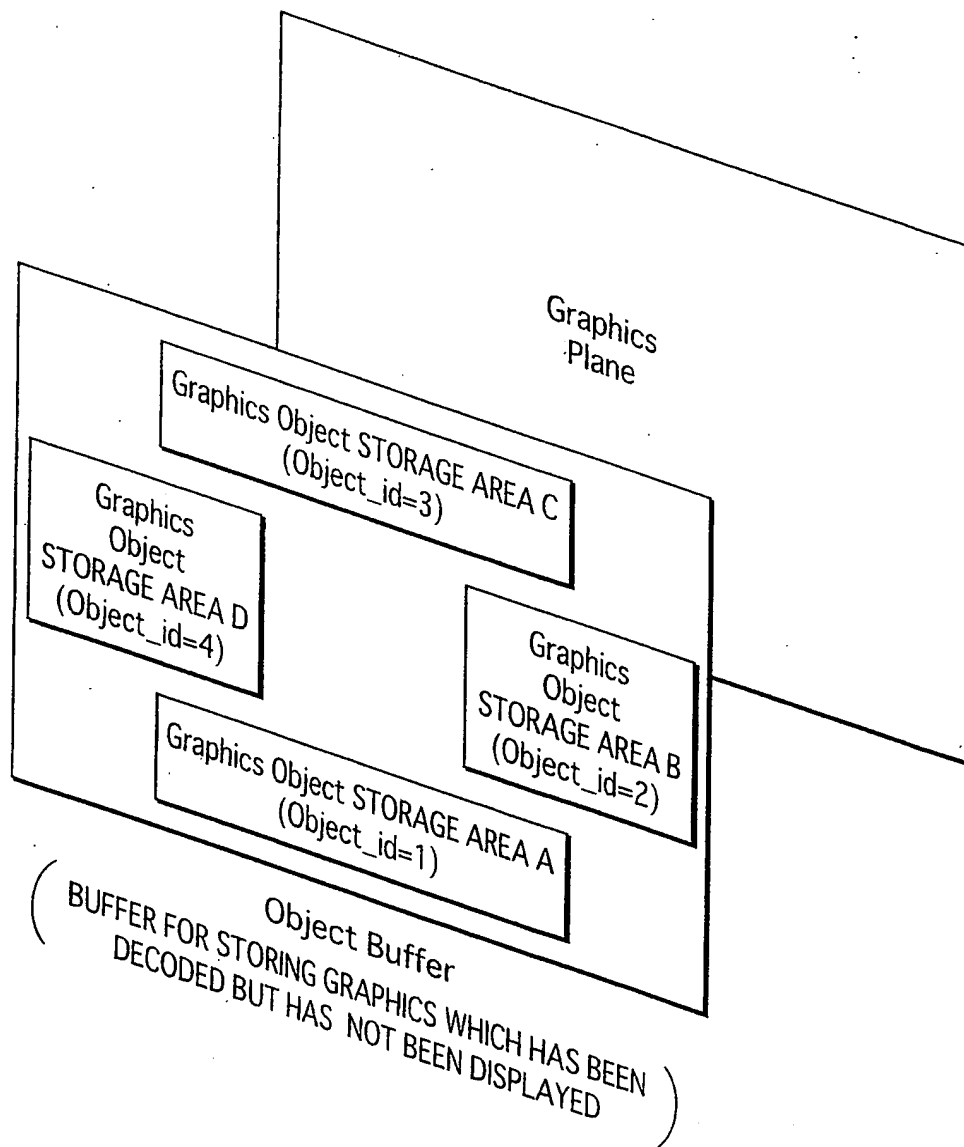 Graphics
Plane
Graphics Object STORAGE AREA C
(Object_id=3)
Graphics
Object
STORAGE AREA D
(Object_id=4)
Graphics
Object
STORAGE AREA B
(Object_id=2)
Graphics Object STORAGE AREA A
(Object_id=1)
Object Buffer
( BUFFER FOR STORING GRAPHICS WHICH HAS BEEN
DECODED BUT HAS NOT BEEN DISPLAYED )